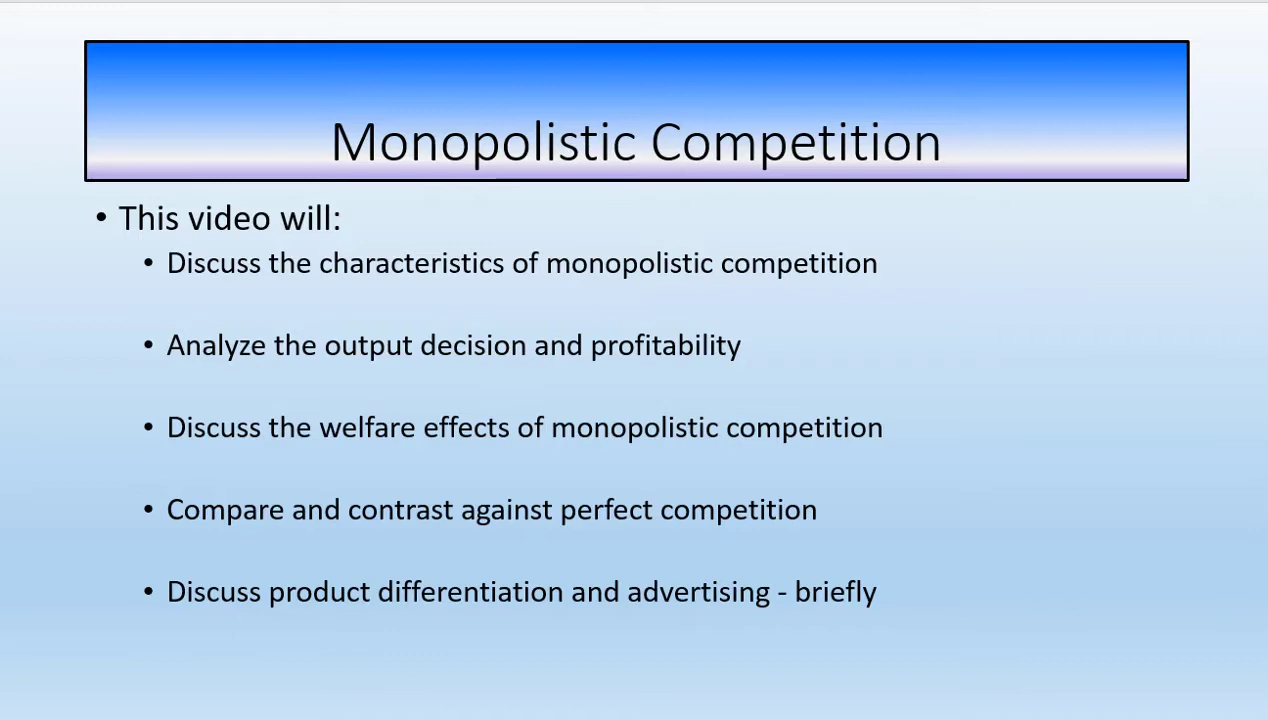 Monopolistic Competition
• This video will:
• Discuss the characteristics of monopolistic competition
• Analyze the output decision and profitability
• Discuss the welfare effects of monopolistic competition
• Compare and contrast against perfect competition
• Discuss product differentiation and advertising - briefly